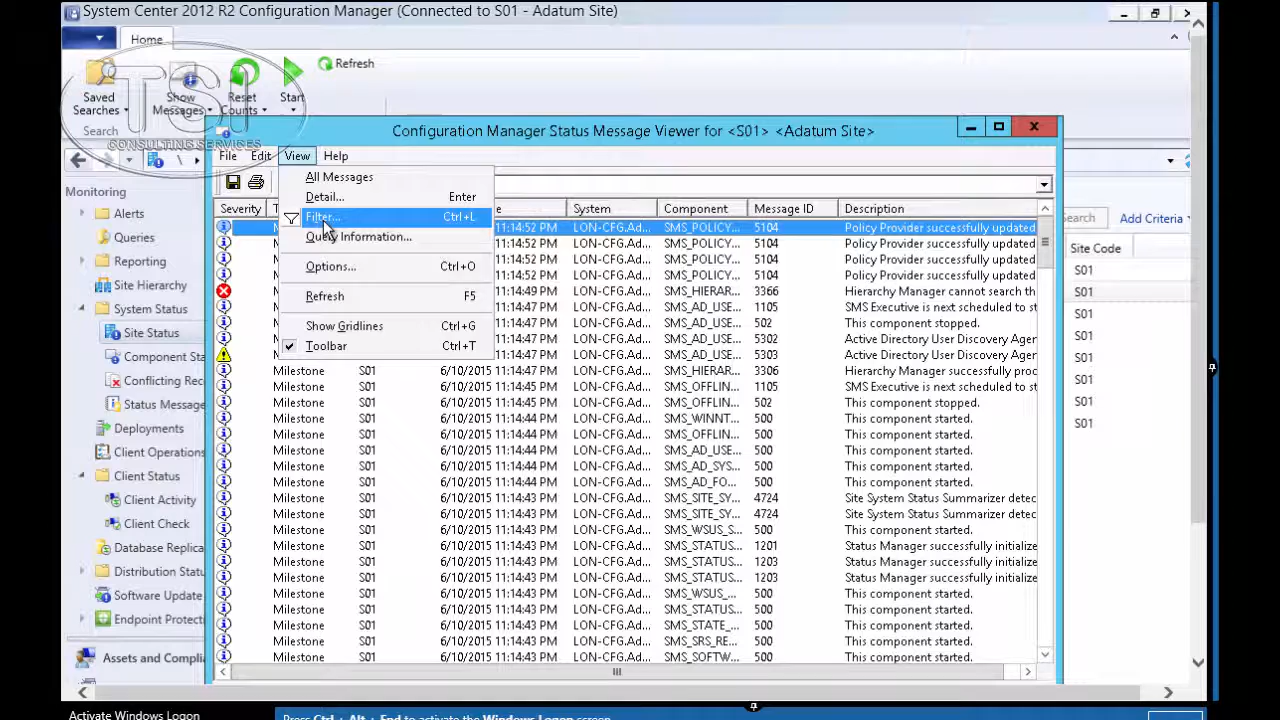 System Center 2012 R2 Configuration Manager (Connected to S01 - Adatum Site)
Home
Saved Searches
Show Messages
Reset Counts
Start
Refresh
Search
TSI
CONSULTING SERVICES
Configuration Manager Status Message Viewer for <S01> <Adatum Site>
File Edit View Help
All Messages
Detail... Enter
Filter... Ctrl+L
Query Information...
Options... Ctrl+O
Refresh F5
Show Gridlines Ctrl+G
Toolbar Ctrl+T
Monitoring
Alerts
Queries
Reporting
Site Hierarchy
System Status
Site Status
Component Sta
Conflicting Rec
Status Message
Deployments
Client Operations
Client Status
Client Activity
Client Check
Database Replica
Distribution Statu
Software Update
Endpoint Protecti
Assets and Complia
Severity T e System Component Message ID Description
11:14:52 PM LON-CFG.Ad... SMS_POLICY... 5104 Policy Provider successfully updated
11:14:52 PM LON-CFG.Ad... SMS_POLICY... 5104 Policy Provider successfully updated
11:14:52 PM LON-CFG.Ad... SMS_POLICY... 5104 Policy Provider successfully updated
11:14:52 PM LON-CFG.Ad... SMS_POLICY... 5104 Policy Provider successfully updated
11:14:49 PM LON-CFG.Ad... SMS_HIERAR... 3366 Hierarchy Manager cannot search th
11:14:47 PM LON-CFG.Ad... SMS_AD_USE... 1105 SMS Executive is next scheduled to st
11:14:47 PM LON-CFG.Ad... SMS_AD_USE... 502 This component stopped.
11:14:47 PM LON-CFG.Ad... SMS_AD_USE... 5302 Active Directory User Discovery Agen
11:14:47 PM LON-CFG.Ad... SMS_AD_USE... 5303 Active Directory User Discovery Agen
Milestone S01 6/10/2015 11:14:47 PM LON-CFG.Ad... SMS_HIERAR... 3306 Hierarchy Manager successfully proc
Milestone S01 6/10/2015 11:14:45 PM LON-CFG.Ad... SMS_OFFLIN... 1105 SMS Executive is next scheduled to st
Milestone S01 6/10/2015 11:14:45 PM LON-CFG.Ad... SMS_OFFLIN... 502 This component stopped.
Milestone S01 6/10/2015 11:14:44 PM LON-CFG.Ad... SMS_WINNT... 500 This component started.
Milestone S01 6/10/2015 11:14:44 PM LON-CFG.Ad... SMS_OFFLIN... 500 This component started.
Milestone S01 6/10/2015 11:14:44 PM LON-CFG.Ad... SMS_AD_USE... 500 This component started.
Milestone S01 6/10/2015 11:14:44 PM LON-CFG.Ad... SMS_AD_SYS... 500 This component started.
Milestone S01 6/10/2015 11:14:44 PM LON-CFG.Ad... SMS_AD_FO... 500 This component started.
Milestone S01 6/10/2015 11:14:43 PM LON-CFG.Ad... SMS_SITE_SY... 4724 Site System Status Summarizer detec
Milestone S01 6/10/2015 11:14:43 PM LON-CFG.Ad... SMS_SITE_SY... 4724 Site System Status Summarizer detec
Milestone S01 6/10/2015 11:14:43 PM LON-CFG.Ad... SMS_WSUS_S... 500 This component started.
Milestone S01 6/10/2015 11:14:43 PM LON-CFG.Ad... SMS_STATUS... 1201 Status Manager successfully initialize
Milestone S01 6/10/2015 11:14:43 PM LON-CFG.Ad... SMS_STATUS... 1203 Status Manager successfully initialize
Milestone S01 6/10/2015 11:14:43 PM LON-CFG.Ad... SMS_STATUS... 1203 Status Manager successfully initialize
Milestone S01 6/10/2015 11:14:43 PM LON-CFG.Ad... SMS_WSUS_... 500 This component started.
Milestone S01 6/10/2015 11:14:43 PM LON-CFG.Ad... SMS_STATUS... 500 This component started.
Milestone S01 6/10/2015 11:14:43 PM LON-CFG.Ad... SMS_STATE_... 500 This component started.
Milestone S01 6/10/2015 11:14:43 PM LON-CFG.Ad... SMS_SRS_RE... 500 This component started.
Milestone S01 6/10/2015 11:14:43 PM LON-CFG.Ad... SMS_SOFTW... 500 This component started.
Search Add Criteria
Site Code
S01
S01
S01
S01
S01
S01
S01
S01
Activate Windows Logon
Press Ctrl + Alt + End to activate the Windows Logon screen